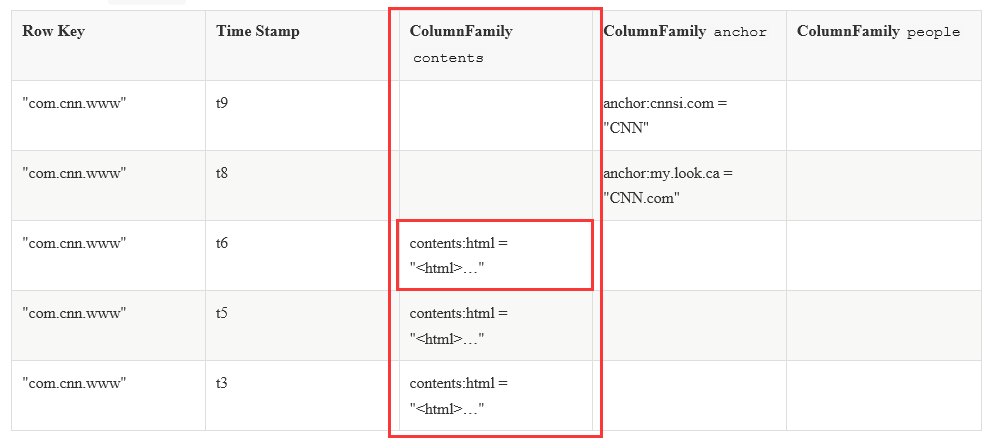 Row Key Time Stamp ColumnFamily contents ColumnFamily anchor ColumnFamily people
"com.cnn.www" t9 anchor:cnnsi.com = "CNN"
"com.cnn.www" t8 anchor:my.look.ca = "CNN.com"
"com.cnn.www" t6 contents:html = "<html>…"
"com.cnn.www" t5 contents:html = "<html>…"
"com.cnn.www" t3 contents:html = "<html>…"